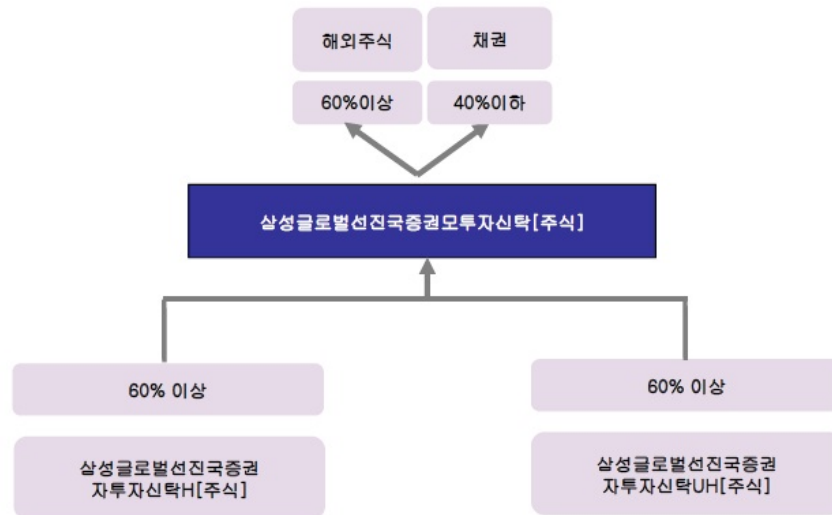 해외주식
채권
60%이상
40%이하
삼성글로벌선진국증권모투자신탁[주식]
60% 이상
60% 이상
삼성글로벌선진국증권
자투자신탁H[주식]
삼성글로벌선진국증권
자투자신탁UH[주식]